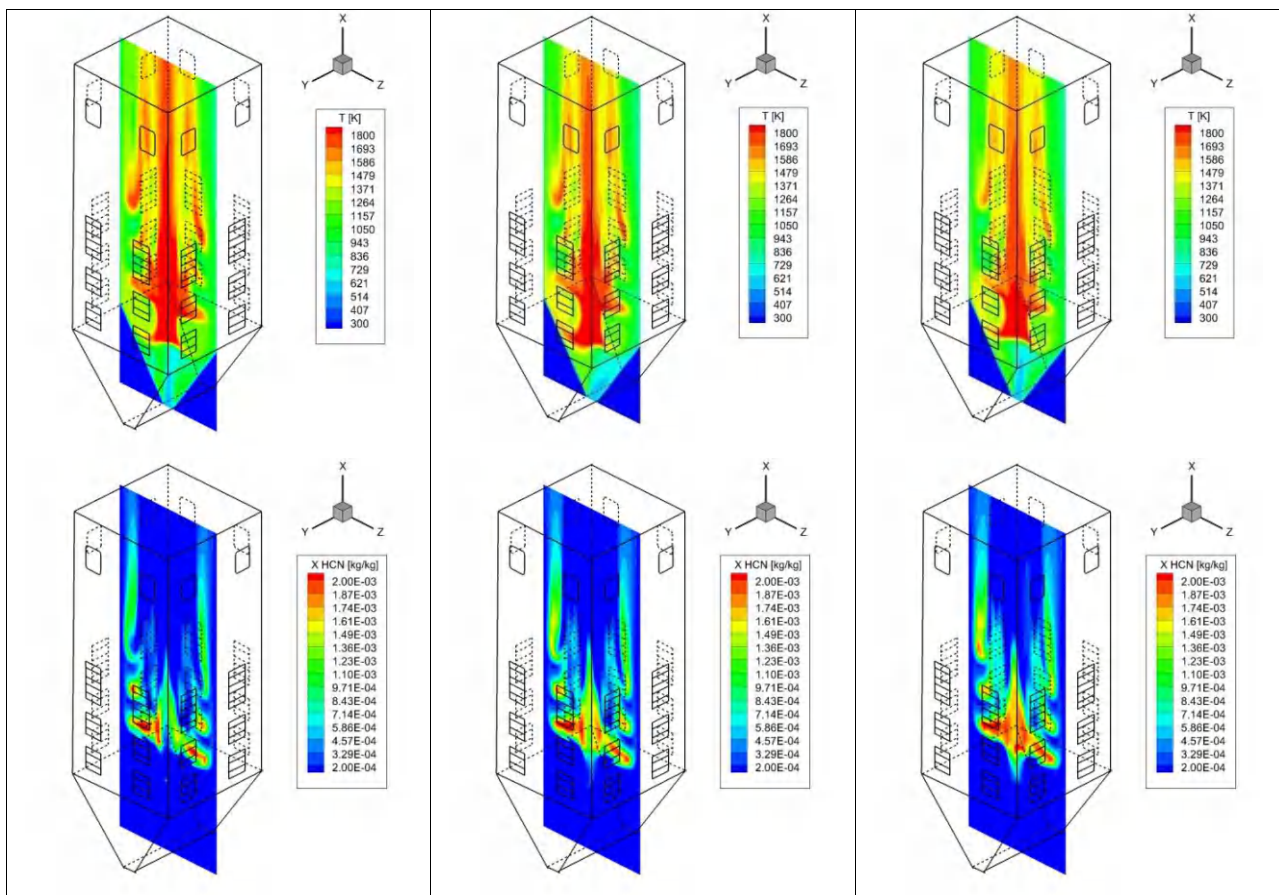 X
Y
Z
T [K]
1800
1693
1586
1479
1371
1264
1157
1050
943
836
729
621
514
407
300
X
Y
Z
T [K]
1800
1693
1586
1479
1371
1264
1157
1050
943
836
729
621
514
407
300
X
Y
Z
T [K]
1800
1693
1586
1479
1371
1264
1157
1050
943
836
729
621
514
407
300
X
Y
Z
X HCN [kg/kg]
2.00E-03
1.87E-03
1.74E-03
1.61E-03
1.49E-03
1.36E-03
1.23E-03
1.10E-03
9.71E-04
8.43E-04
7.14E-04
5.86E-04
4.57E-04
3.29E-04
2.00E-04
X
Y
Z
X HCN [kg/kg]
2.00E-03
1.87E-03
1.74E-03
1.61E-03
1.49E-03
1.36E-03
1.23E-03
1.10E-03
9.71E-04
8.43E-04
7.14E-04
5.86E-04
4.57E-04
3.29E-04
2.00E-04
X
Y
Z
X HCN [kg/kg]
2.00E-03
1.87E-03
1.74E-03
1.61E-03
1.49E-03
1.36E-03
1.23E-03
1.10E-03
9.71E-04
8.43E-04
7.14E-04
5.86E-04
4.57E-04
3.29E-04
2.00E-04